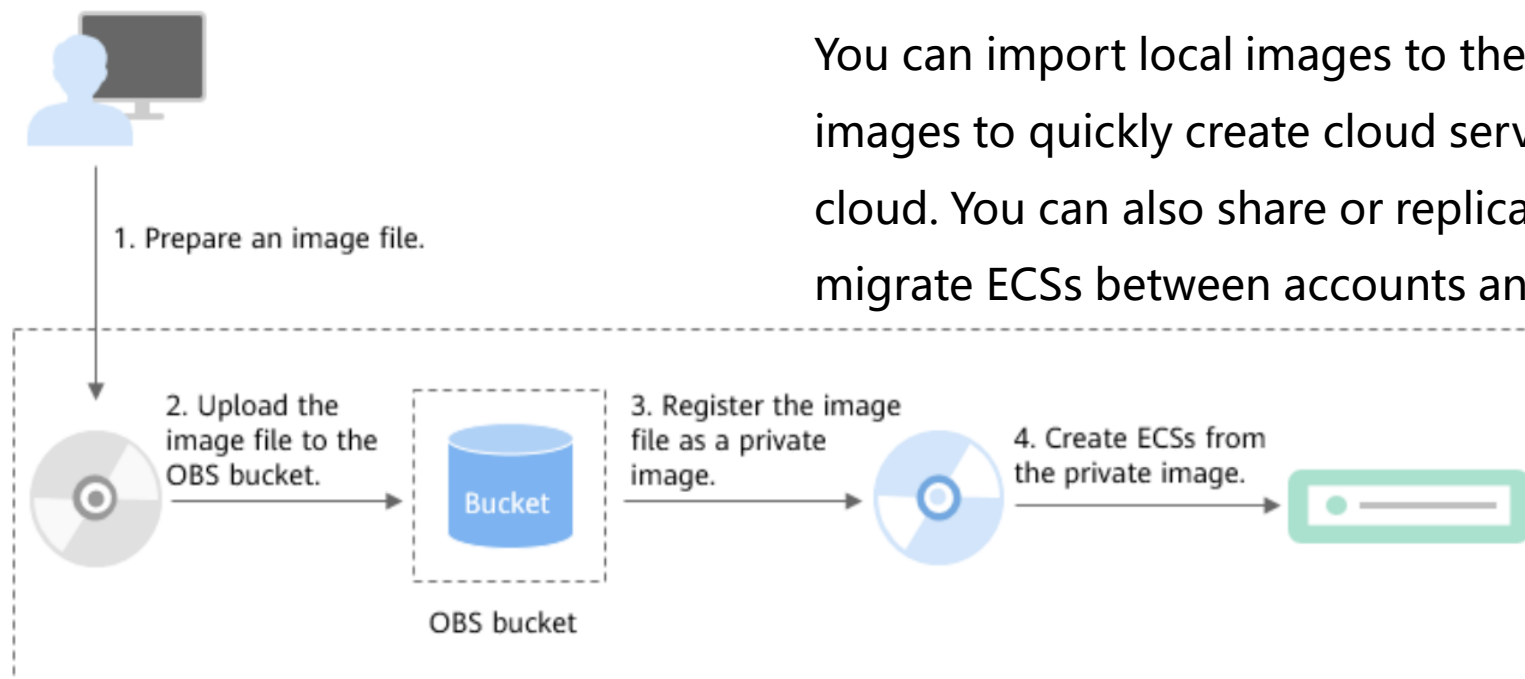 You can import local images to the
images to quickly create cloud serv
cloud. You can also share or replica
migrate ECSs between accounts an
1. Prepare an image file.
2. Upload the
image file to the
OBS bucket.
Bucket
OBS bucket
3. Register the image
file as a private
image.
4. Create ECSs from
the private image.